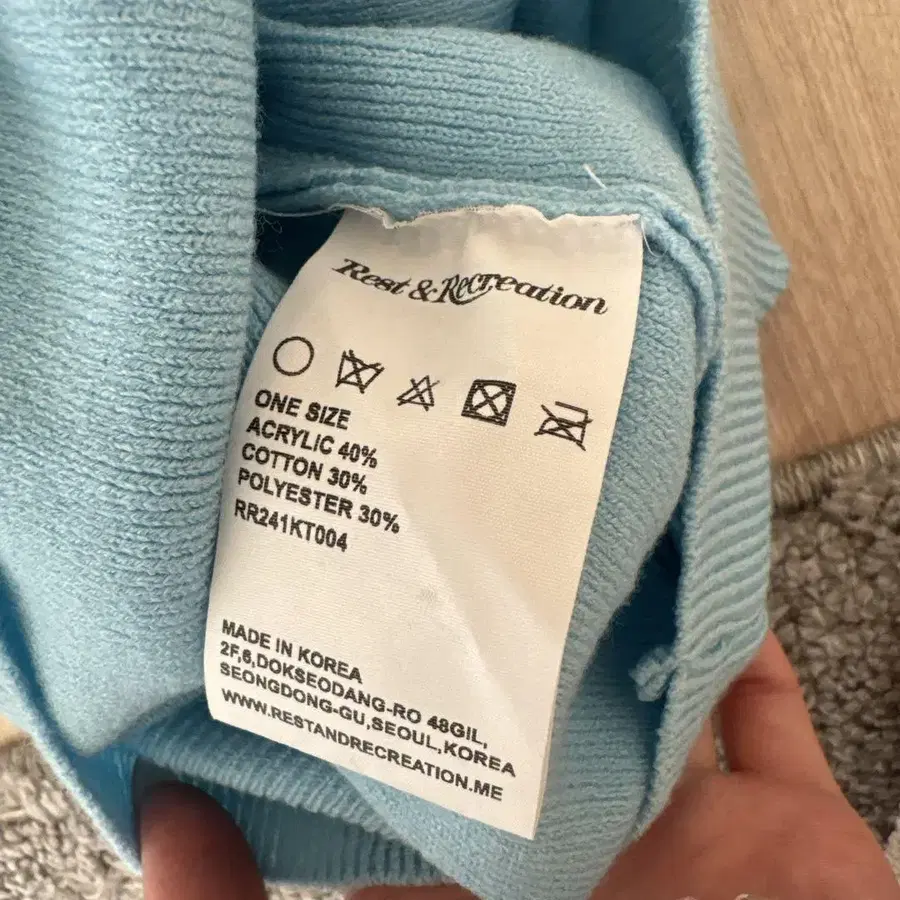 Rest & Recreation
ONE SIZE
ACRYLIC 40%
COTTON 30%
POLYESTER 30%
RR241KT004
MADE IN KOREA
2F,6,DOKSEODANG-RO 48GIL,
SEONGDONG-GU,SEOUL,KOREA
WWW.RESTANDRECREATION.ME